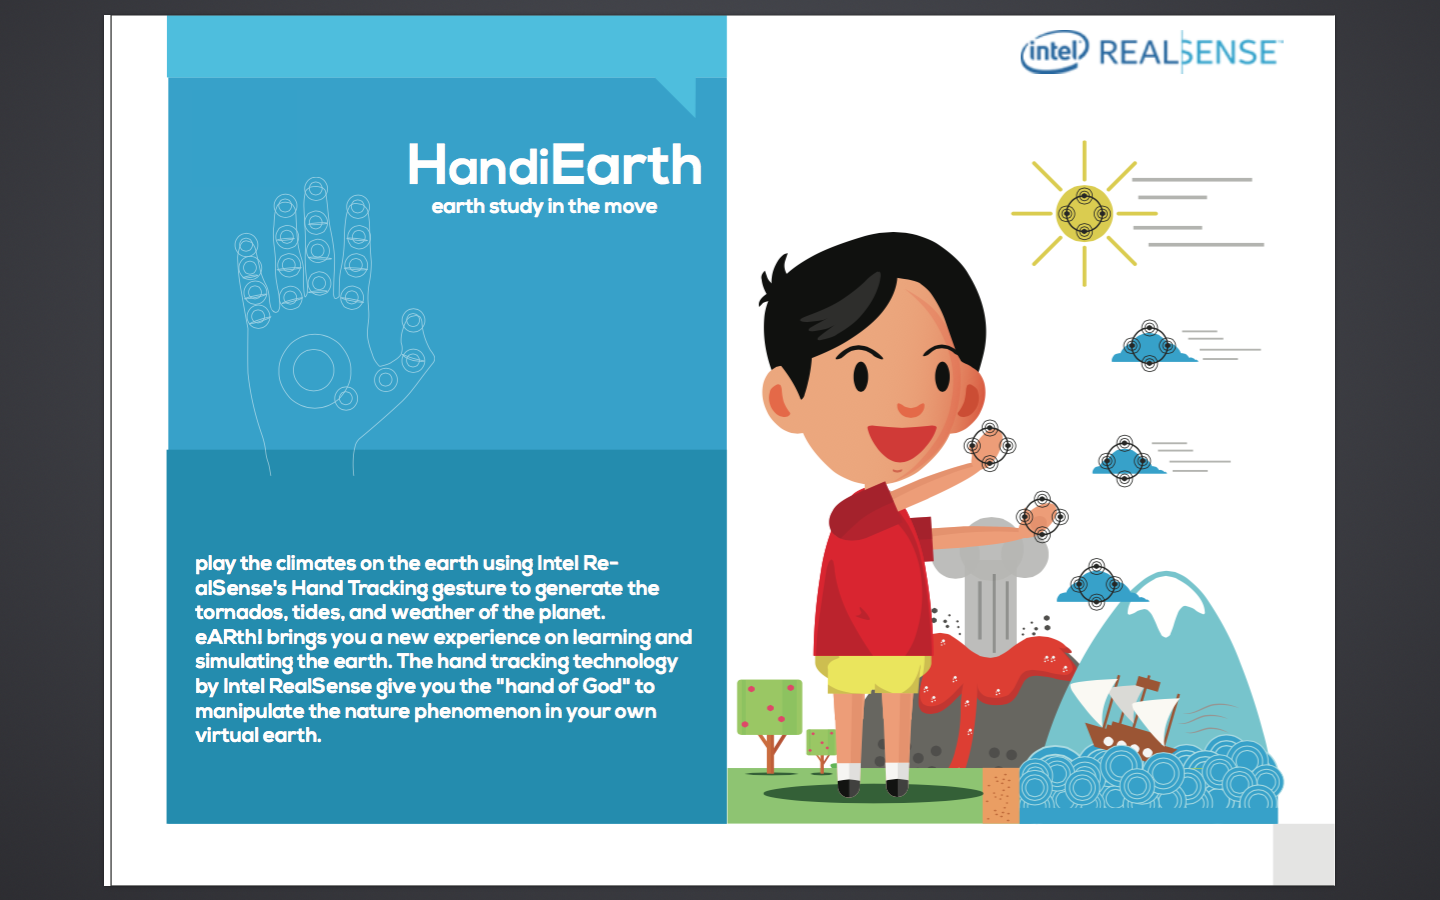 intel REALSENSE™
HandiEarth
earth study in the move
play the climates on the earth using Intel Re-
alSense's Hand Tracking gesture to generate the
tornados, tides, and weather of the planet.
eARthI brings you a new experience on learning and
simulating the earth. The hand tracking technology
by Intel RealSense give you the "hand of God" to
manipulate the nature phenomenon in your own
virtual earth.